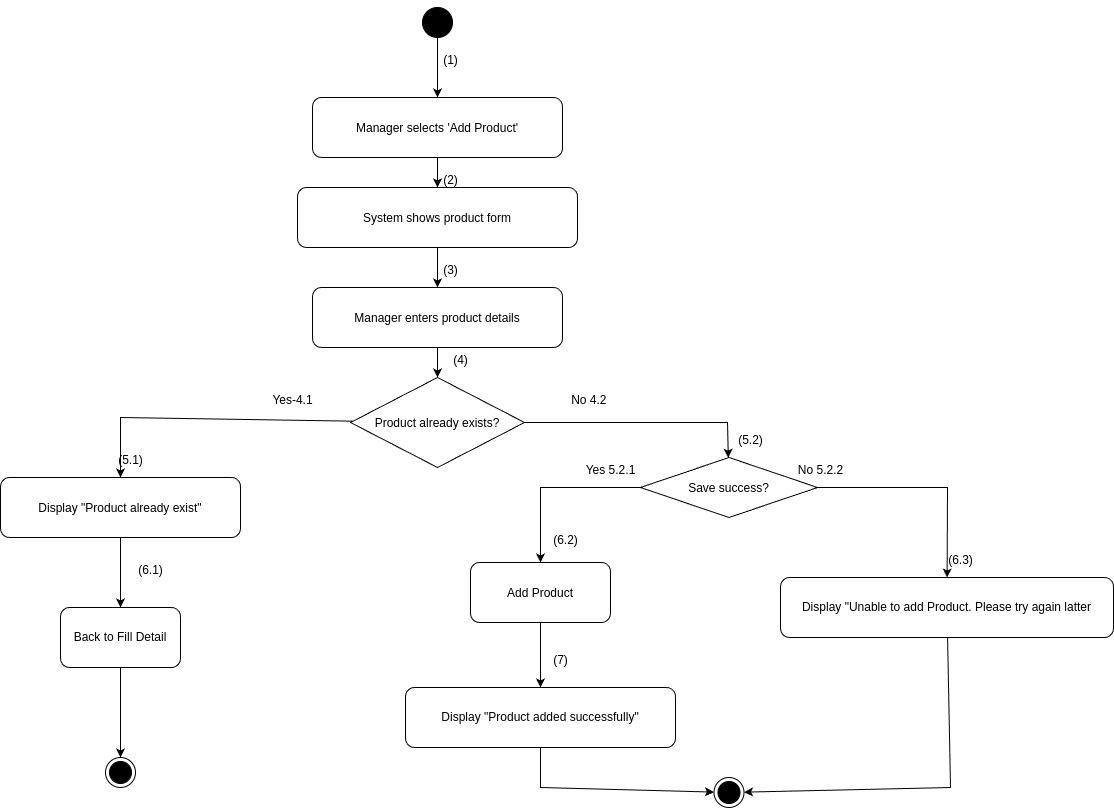 (1)
Manager selects 'Add Product'
(2)
System shows product form
(3)
Manager enters product details
(4)
Yes-4.1
No 4.2
Product already exists?
(5.2)
(5.1)
Yes 5.2.1
No 5.2.2
Save success?
Display "Product already exist"
(6.2)
(6.3)
(6.1)
Add Product
Display "Unable to add Product. Please try again latter
Back to Fill Detail
(7)
Display "Product added successfully"